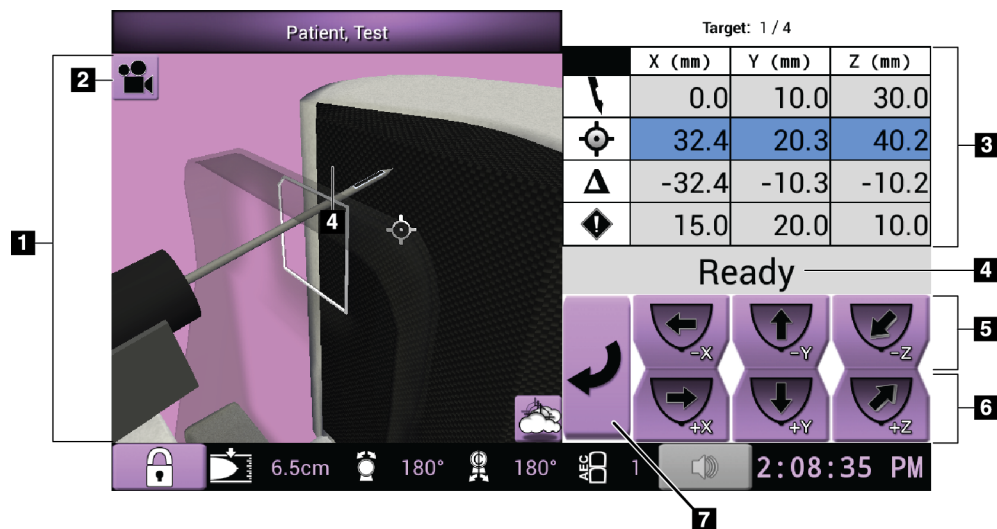 Patient, Test
Target: 1 / 4
X (mm) Y (mm) Z (mm)
0.0 10.0 30.0
32.4 20.3 40.2
Δ -32.4 -10.3 -10.2
! 15.0 20.0 10.0
Ready
-X -Y -Z
+X +Y +Z
6.5cm 180° C 180° AEC 1 2:08:35 PM
1
2
3
4
4
5
6
7